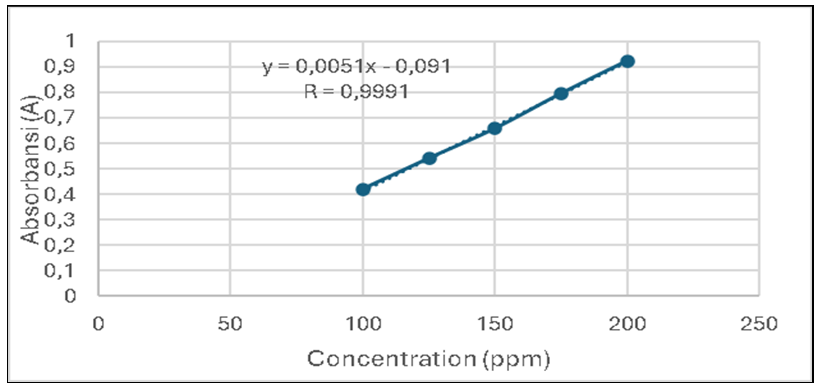 y = 0,0051x - 0,091
R = 0,9991
Absorbansi (A)
1
0,9
0,8
0,7
0,6
0,5
0,4
0,3
0,2
0,1
0
0 50 100 150 200 250
Concentration (ppm)